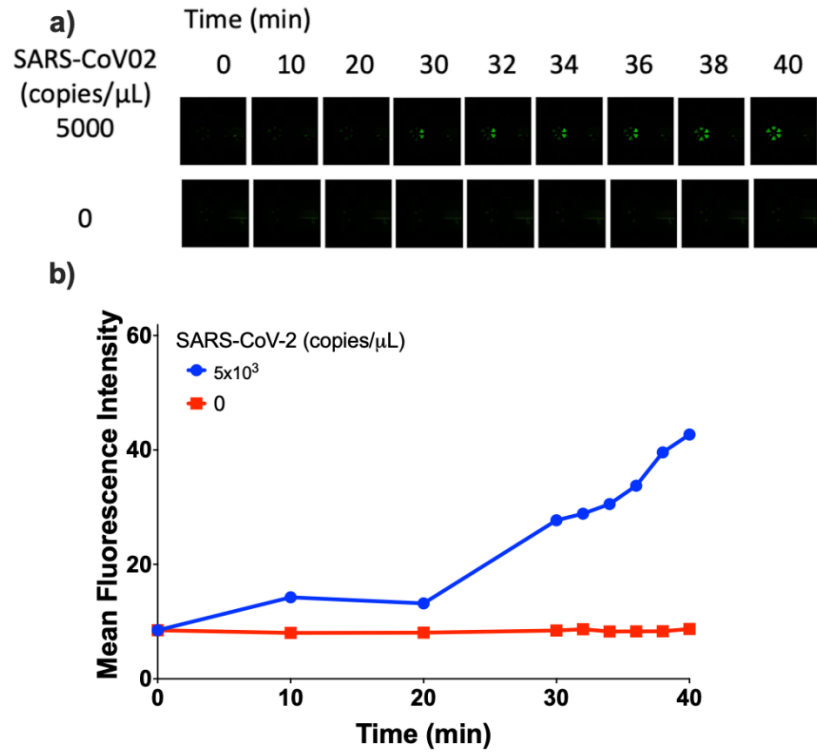 a)
Time (min)
SARS-CoV02
(copies/µL)
0 10 20 30 32 34 36 38 40
5000
0
b)
SARS-CoV-2 (copies/µL)
5x10³
0
Mean Fluorescence Intensity
60
40
20
0
0 10 20 30 40
Time (min)